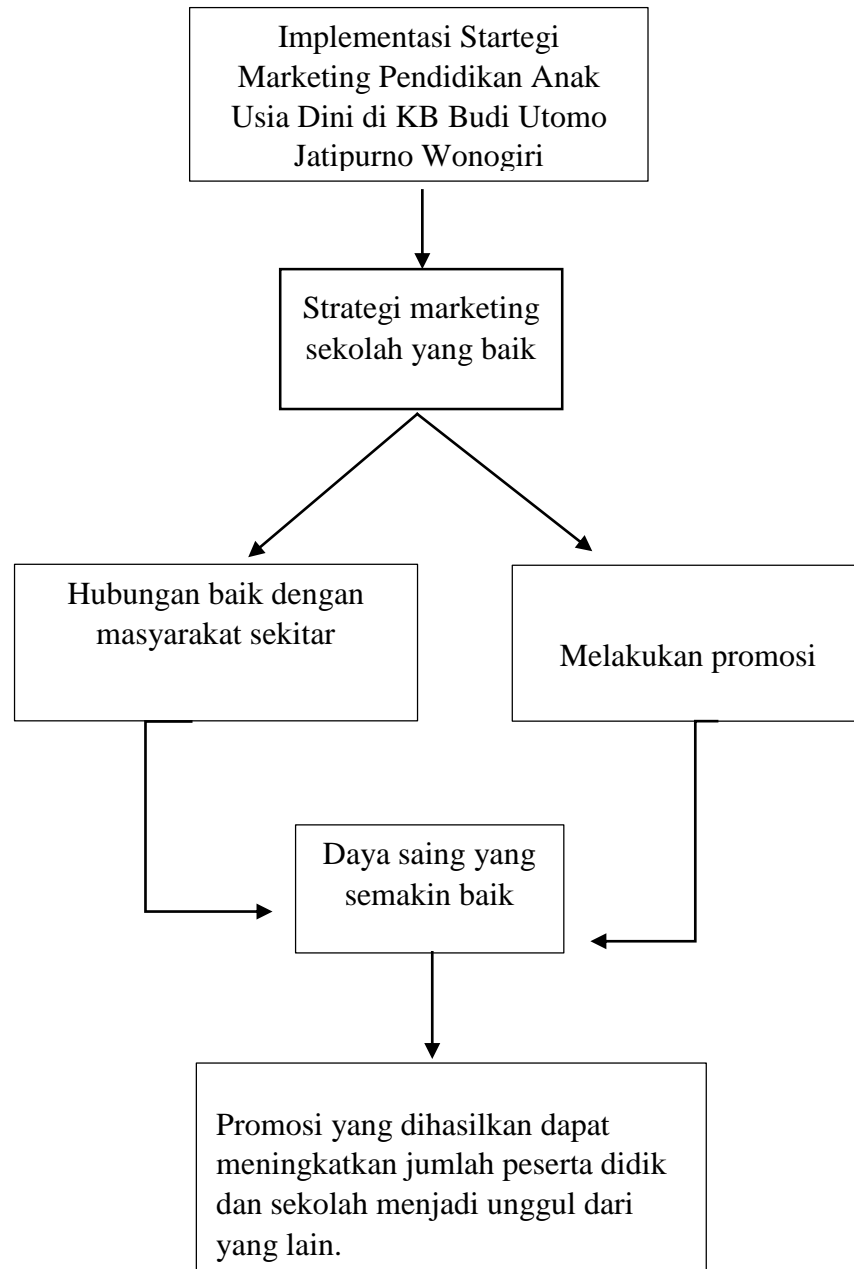 Implementasi Startegi
Marketing Pendidikan Anak
Usia Dini di KB Budi Utomo
Jatipurno Wonogiri
Strategi marketing
sekolah yang baik
Hubungan baik dengan
masyarakat sekitar
Melakukan promosi
Daya saing yang
semakin baik
Promosi yang dihasilkan dapat
meningkatkan jumlah peserta didik
dan sekolah menjadi unggul dari
yang lain.